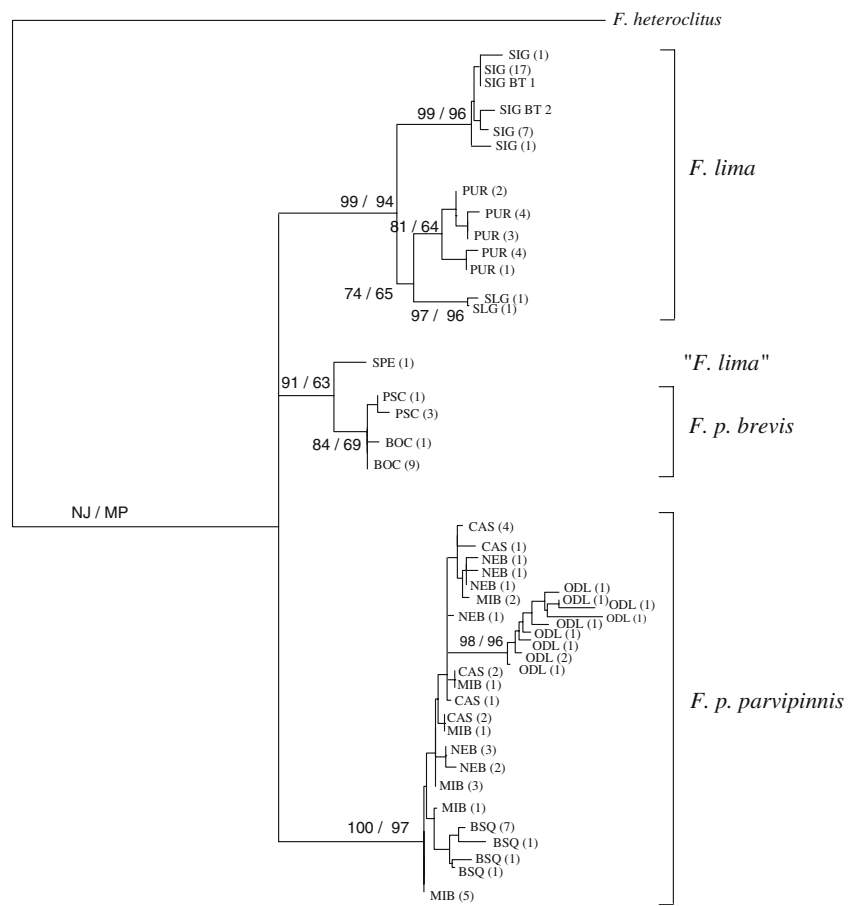 F. heteroclitus
SIG (1)
SIG (17)
SIG BT 1
99 / 96
SIG BT 2
SIG (7)
SIG (1)
F. lima
PUR (2)
99 / 94
PUR (4)
81 / 64
PUR (3)
PUR (4)
PUR (1)
74 / 65
SLG (1)
SLG (1)
97 / 96
SPE (1)
"F. lima"
91 / 63
PSC (1)
PSC (3)
F. p. brevis
84 / 69
BOC (1)
BOC (9)
NJ / MP
CAS (4)
CAS (1)
NEB (1)
NEB (1)
NEB (1)
MIB (2)
ODL (1)
ODL (1)
ODL (1)
NEB (1)
ODL (1)
ODL (1)
ODL (1)
98 / 96
ODL (1)
ODL (2)
ODL (1)
CAS (2)
MIB (1)
CAS (1)
F. p. parvipinnis
CAS (2)
MIB (1)
NEB (3)
NEB (2)
MIB (3)
MIB (1)
100 / 97
BSQ (7)
BSQ (1)
BSQ (1)
BSQ (1)
MIB (5)